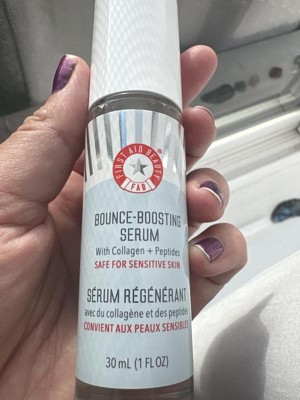 FIRST AID BEAUTY
FAB
BOUNCE-BOOSTING
SERUM
With Collagen + Peptides
SAFE FOR SENSITIVE SKIN
SÉRUM RÉGÉNÉRANT
avec du collagène et des peptides
CONVIENT AUX PEAUX SENSIBLES
30 mL (1 FL OZ)